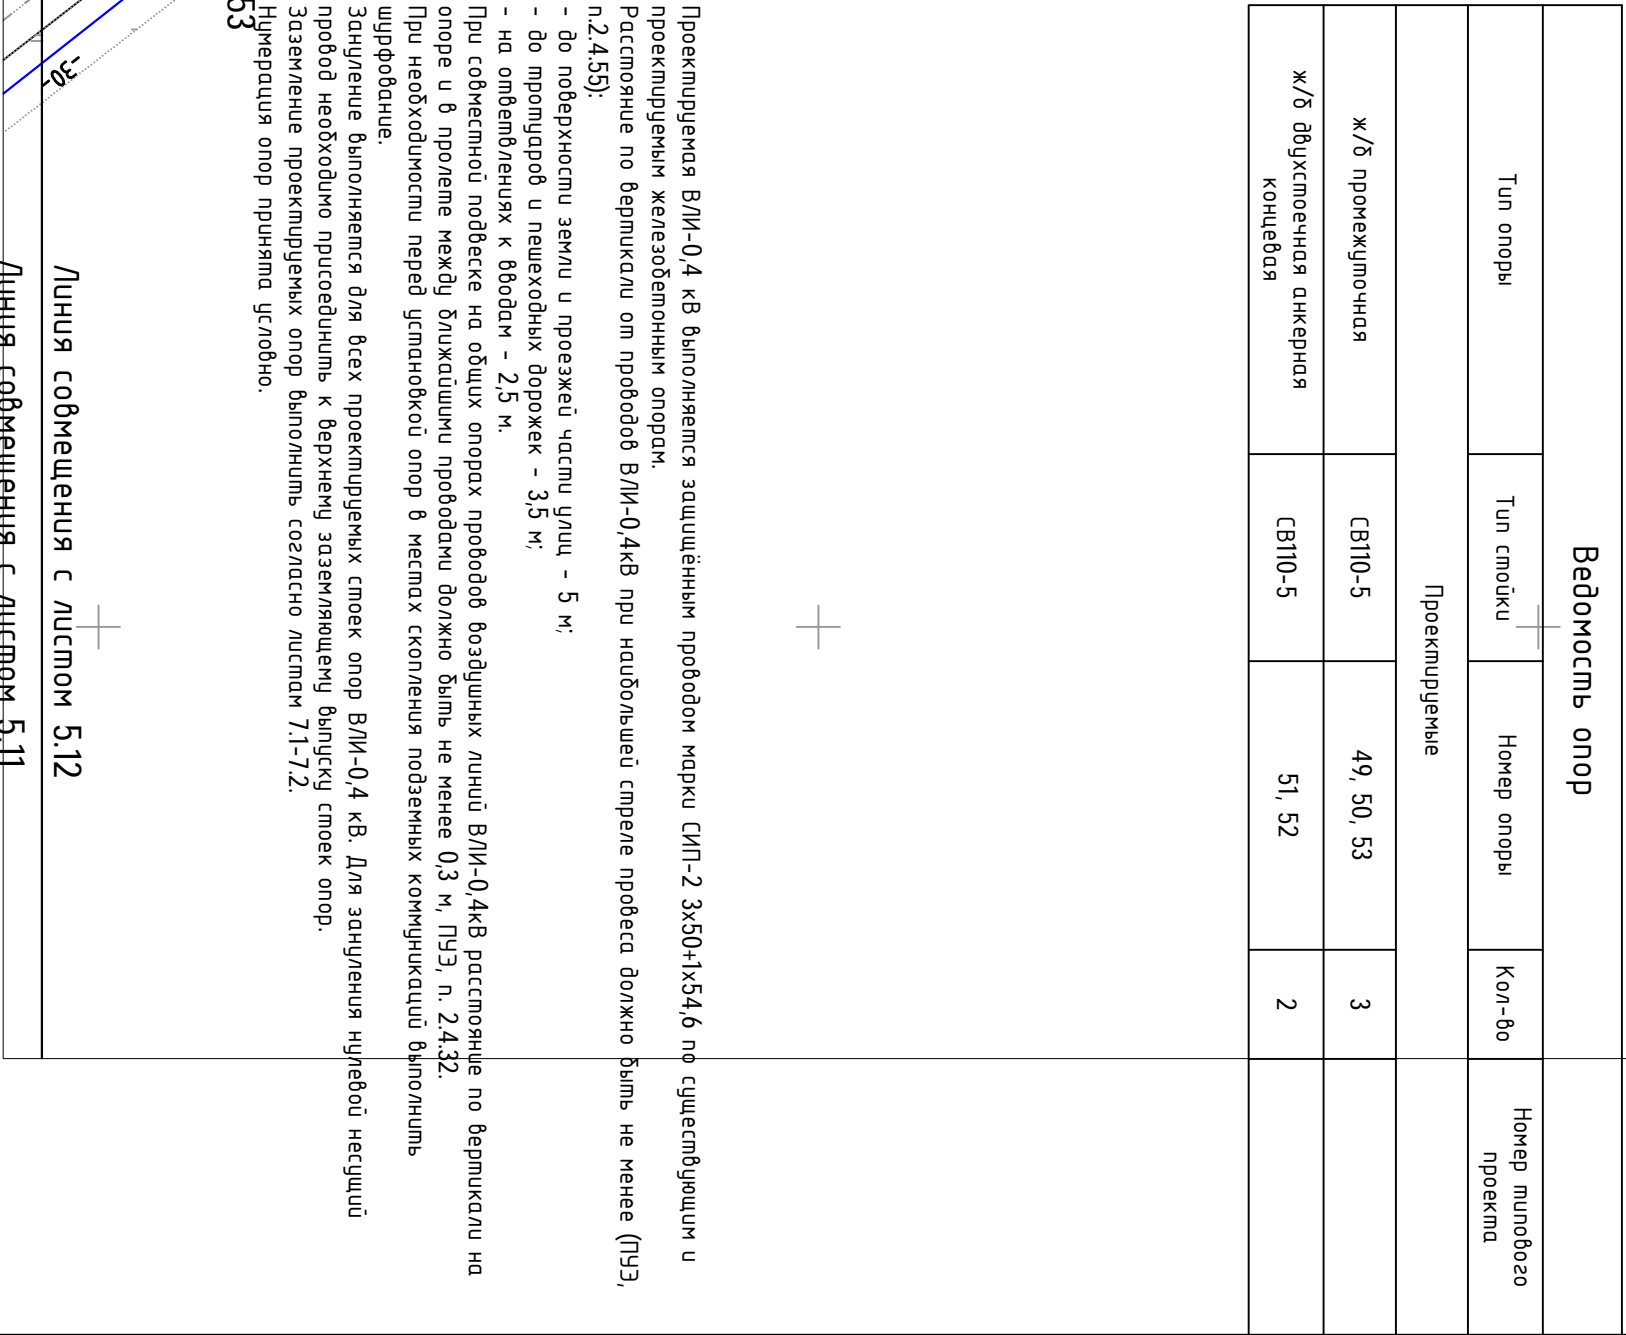 Ведомость опор
Тип опоры
Тип стойки
Номер опоры
Кол-во
Номер типового
проекта
Проектируемые
ж/б промежуточная
СВ110-5
49, 50, 53
3
ж/б двухстоечная анкерная
концевая
СВ110-5
51, 52
2
Проектируемая ВЛИ-0,4 кВ выполняется защищённым проводом марки СИП-2 3х50+1х54,6 по существующим и
проектируемым железобетонным опорам.
Расстояние по вертикали от проводов ВЛИ-0,4кВ при наибольшей стреле провеса должно быть не менее (ПУЭ,
п.2.4.55):
- до поверхности земли и проезжей части улиц - 5 м;
- до тротуаров и пешеходных дорожек - 3,5 м;
- на ответвлениях к вводам - 2,5 м.
При совместной подвеске на общих опорах проводов воздушных линий ВЛИ-0,4кВ расстояние по вертикали на
опоре и в пролете между ближайшими проводами должно быть не менее 0,3 м, ПУЭ, п. 2.4.32.
При необходимости перед установкой опор в местах скопления подземных коммуникаций выполнить
шурфование.
Зануление выполняется для всех проектируемых стоек опор ВЛИ-0,4 кВ. Для зануления нулевой несущий
провод необходимо присоединить к верхнему заземляющему выпуску стоек опор.
Заземление проектируемых опор выполнить согласно листам 7.1-7.2.
Нумерация опор принята условно.
53
-30-
Линия совмещения с листом 5.12
Линия совмещения с листом 5.11